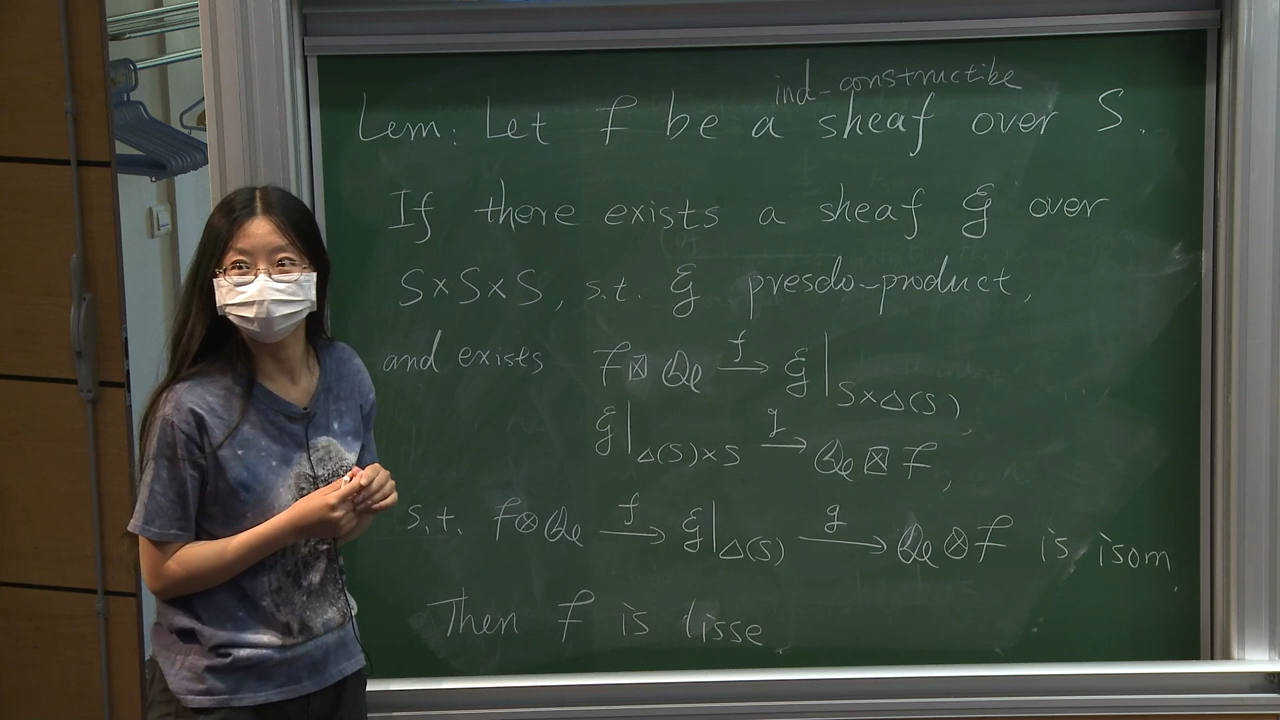 ind-constructibe
Lem: Let F be a sheaf over S.
If there exists a sheaf G over
S×S×S, s.t. G presdo-product,
and exists F⊠Qℓ →f G|S×Δ(S),
G|Δ(S)×S →g Qℓ⊠F,
s.t. F⊗Qℓ →f G|Δ(S) →g Qℓ⊗F is isom.
Then F is lisse.